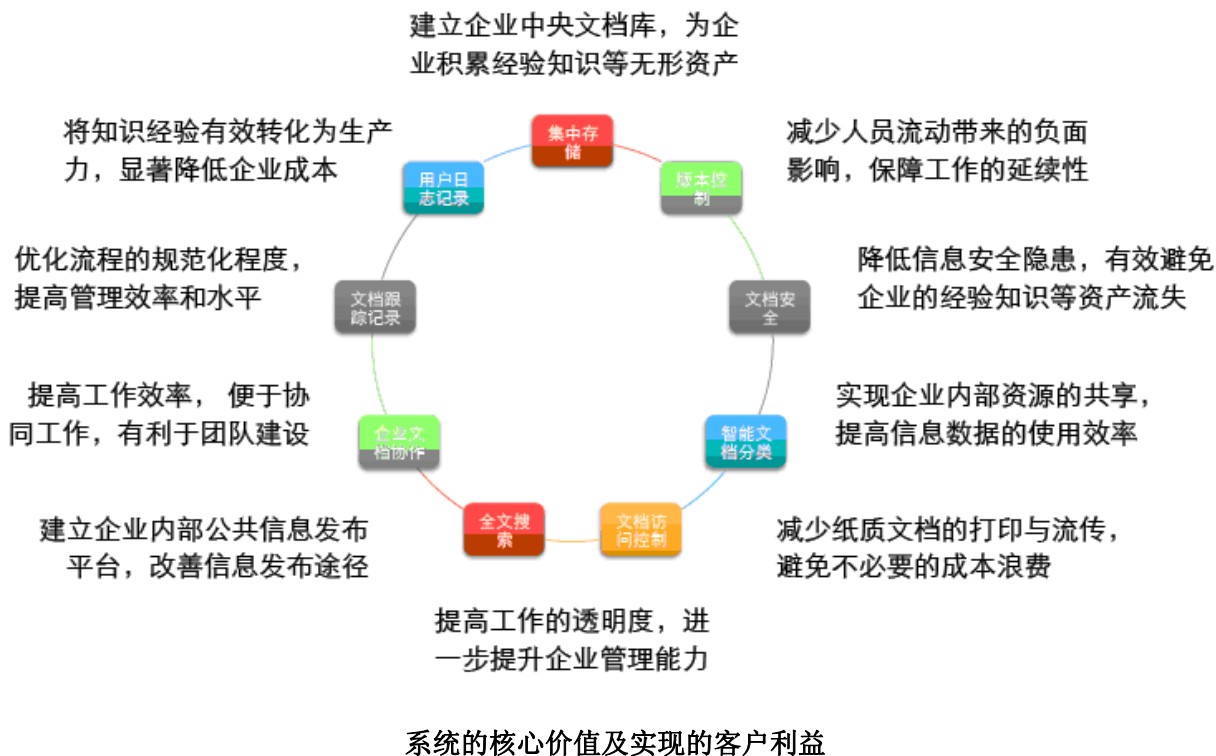 建立企业中央文档库，为企
业积累经验知识等无形资产
将知识经验有效转化为生产
力，显著降低企业成本
集中存
储
减少人员流动带来的负面
影响，保障工作的延续性
用户日
志记录
版本控
制
优化流程的规范化程度，
提高管理效率和水平
文档跟
踪记录
文档安
全
降低信息安全隐患，有效避免
企业的经验知识等资产流失
提高工作效率， 便于协
同工作，有利于团队建设
企业文
档协作
智能文
档分类
实现企业内部资源的共享，
提高信息数据的使用效率
建立企业内部公共信息发布
平台，改善信息发布途径
全文搜
索
文档访
问控制
减少纸质文档的打印与流传，
避免不必要的成本浪费
提高工作的透明度，进
一步提升企业管理能力
系统的核心价值及实现的客户利益